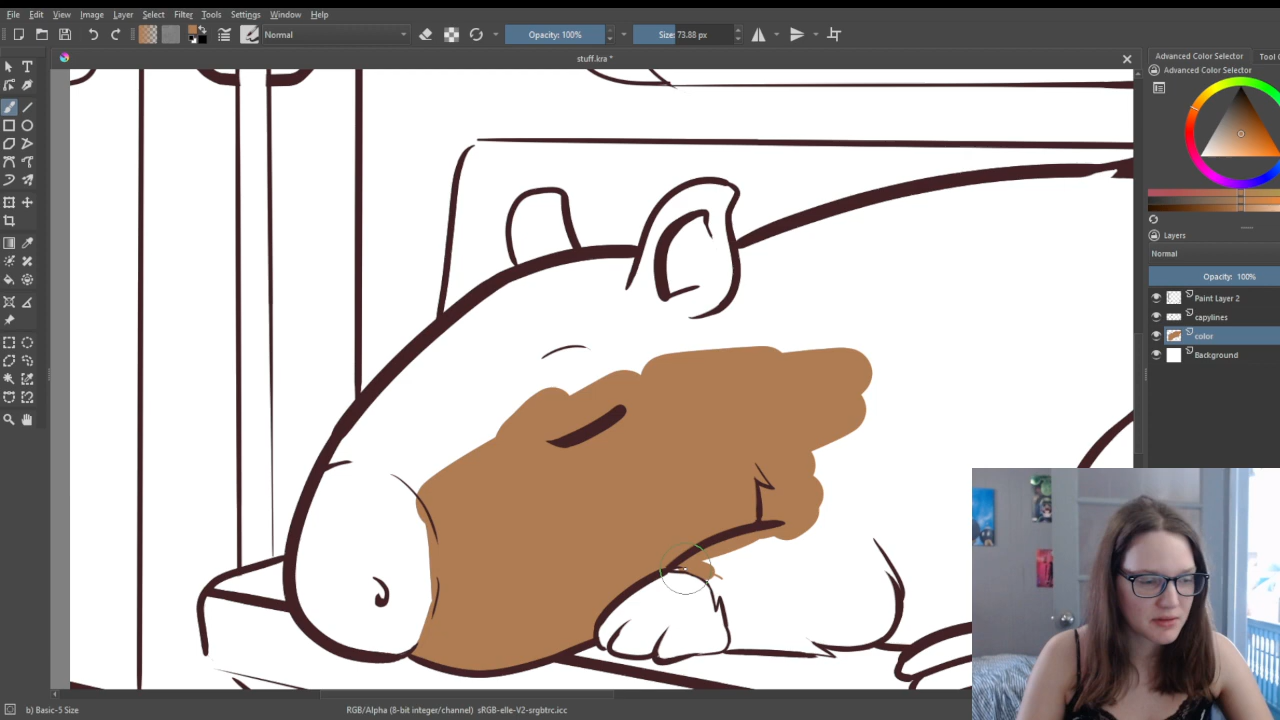 File Edit View Image Layer Select Filter Tools Settings Window Help
Normal Opacity: 100% Size: 73.88 px
stuff.kra *
Advanced Color Selector Tool
Advanced Color Selector
Layers
Normal
Opacity: 100%
Paint Layer 2
capylines
color
Background
b) Basic-5 Size RGB/Alpha (8-bit integer/channel) sRGB-elle-V2-srgbtrc.icc